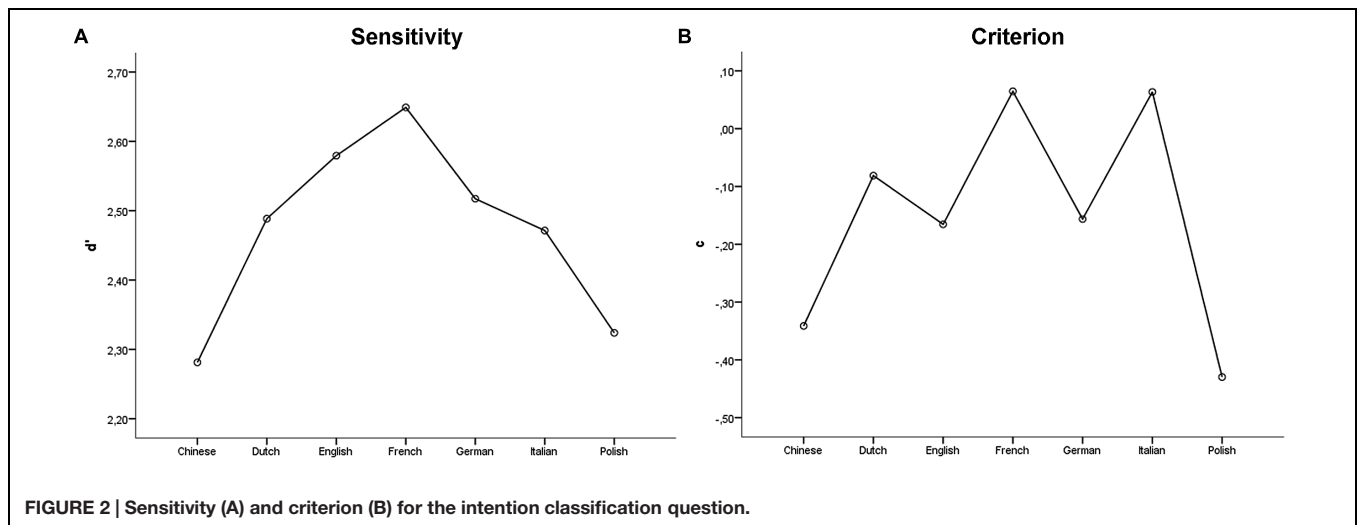 A Sensitivity
2,70
2,60
2,50
2,40
2,30
2,20
d'
Chinese Dutch English French German Italian Polish
B Criterion
,10
,00
-,10
-,20
-,30
-,40
-,50
c
Chinese Dutch English French German Italian Polish
FIGURE 2 | Sensitivity (A) and criterion (B) for the intention classification question.